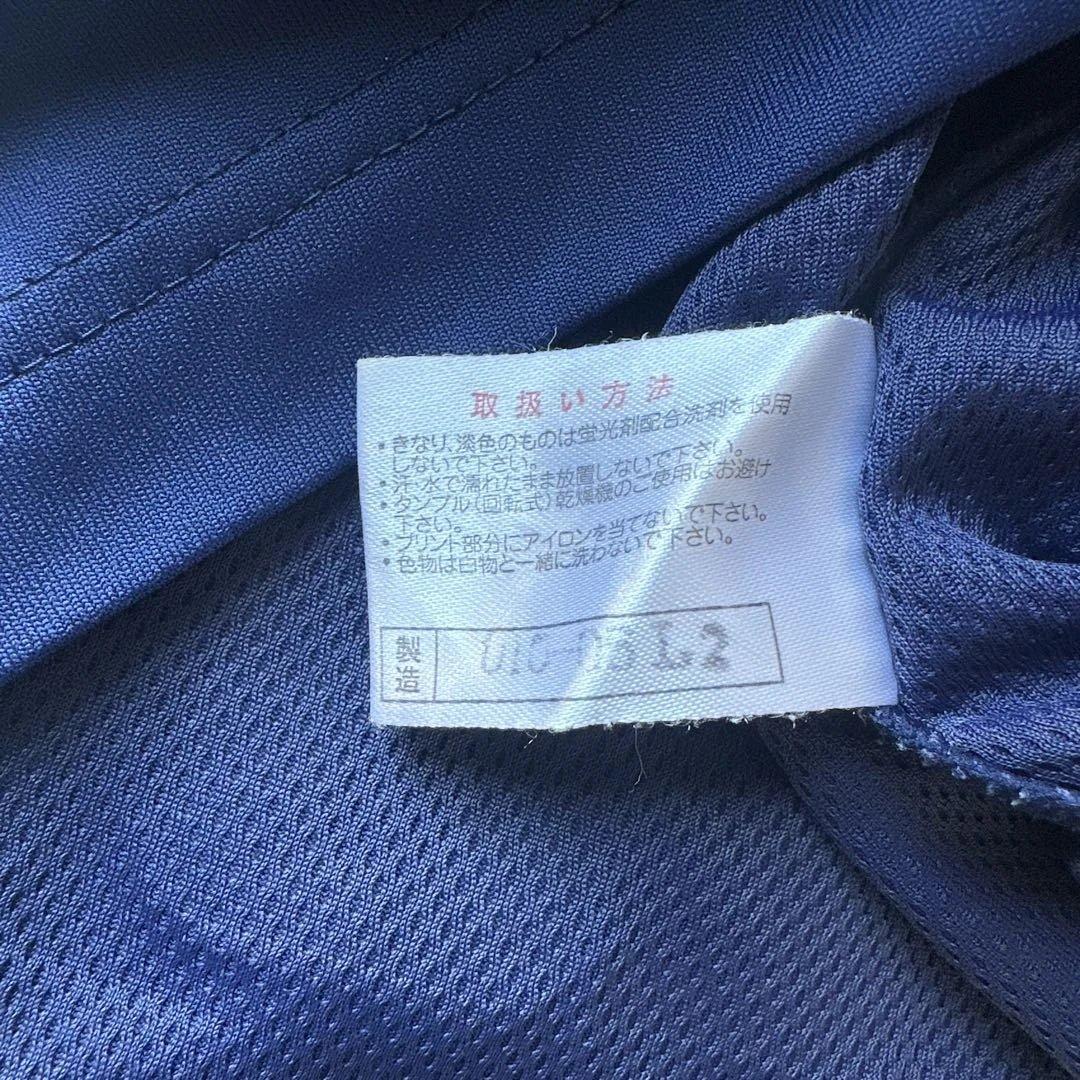 取扱い方法
・きなり、淡色のものは蛍光剤配合洗剤を使用
しないで下さい。
・汗、水で濡れたまま放置しないで下さい。
・タンブル(回転式)乾燥機のご使用はお避け
下さい。
・プリント部分にアイロンを当てないで下さい。
・色物は白物と一緒に洗わないで下さい。
製造